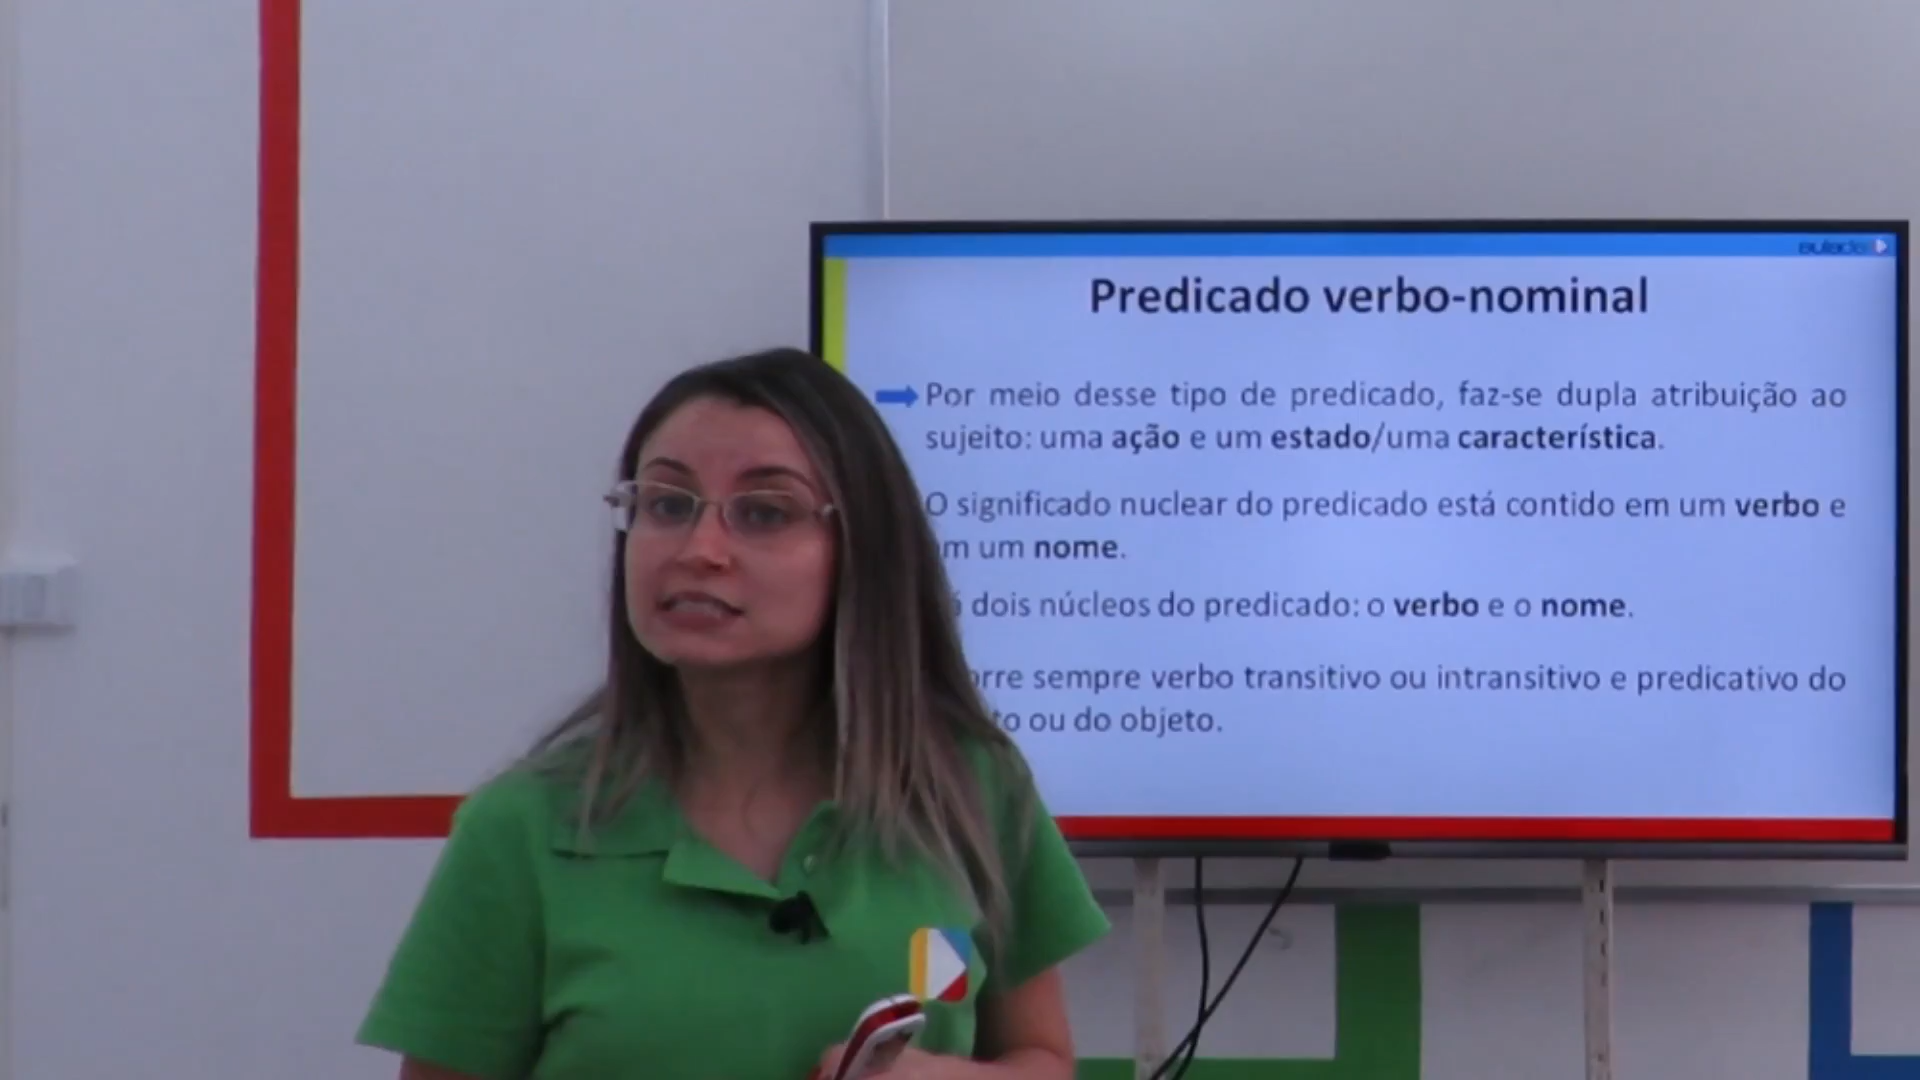 Predicado verbo-nominal
Por meio desse tipo de predicado, faz-se dupla atribuição ao
sujeito: uma ação e um estado/uma característica.
O significado nuclear do predicado está contido em um verbo e
um nome.
dois núcleos do predicado: o verbo e o nome.
sempre verbo transitivo ou intransitivo e predicativo do
ou do objeto.